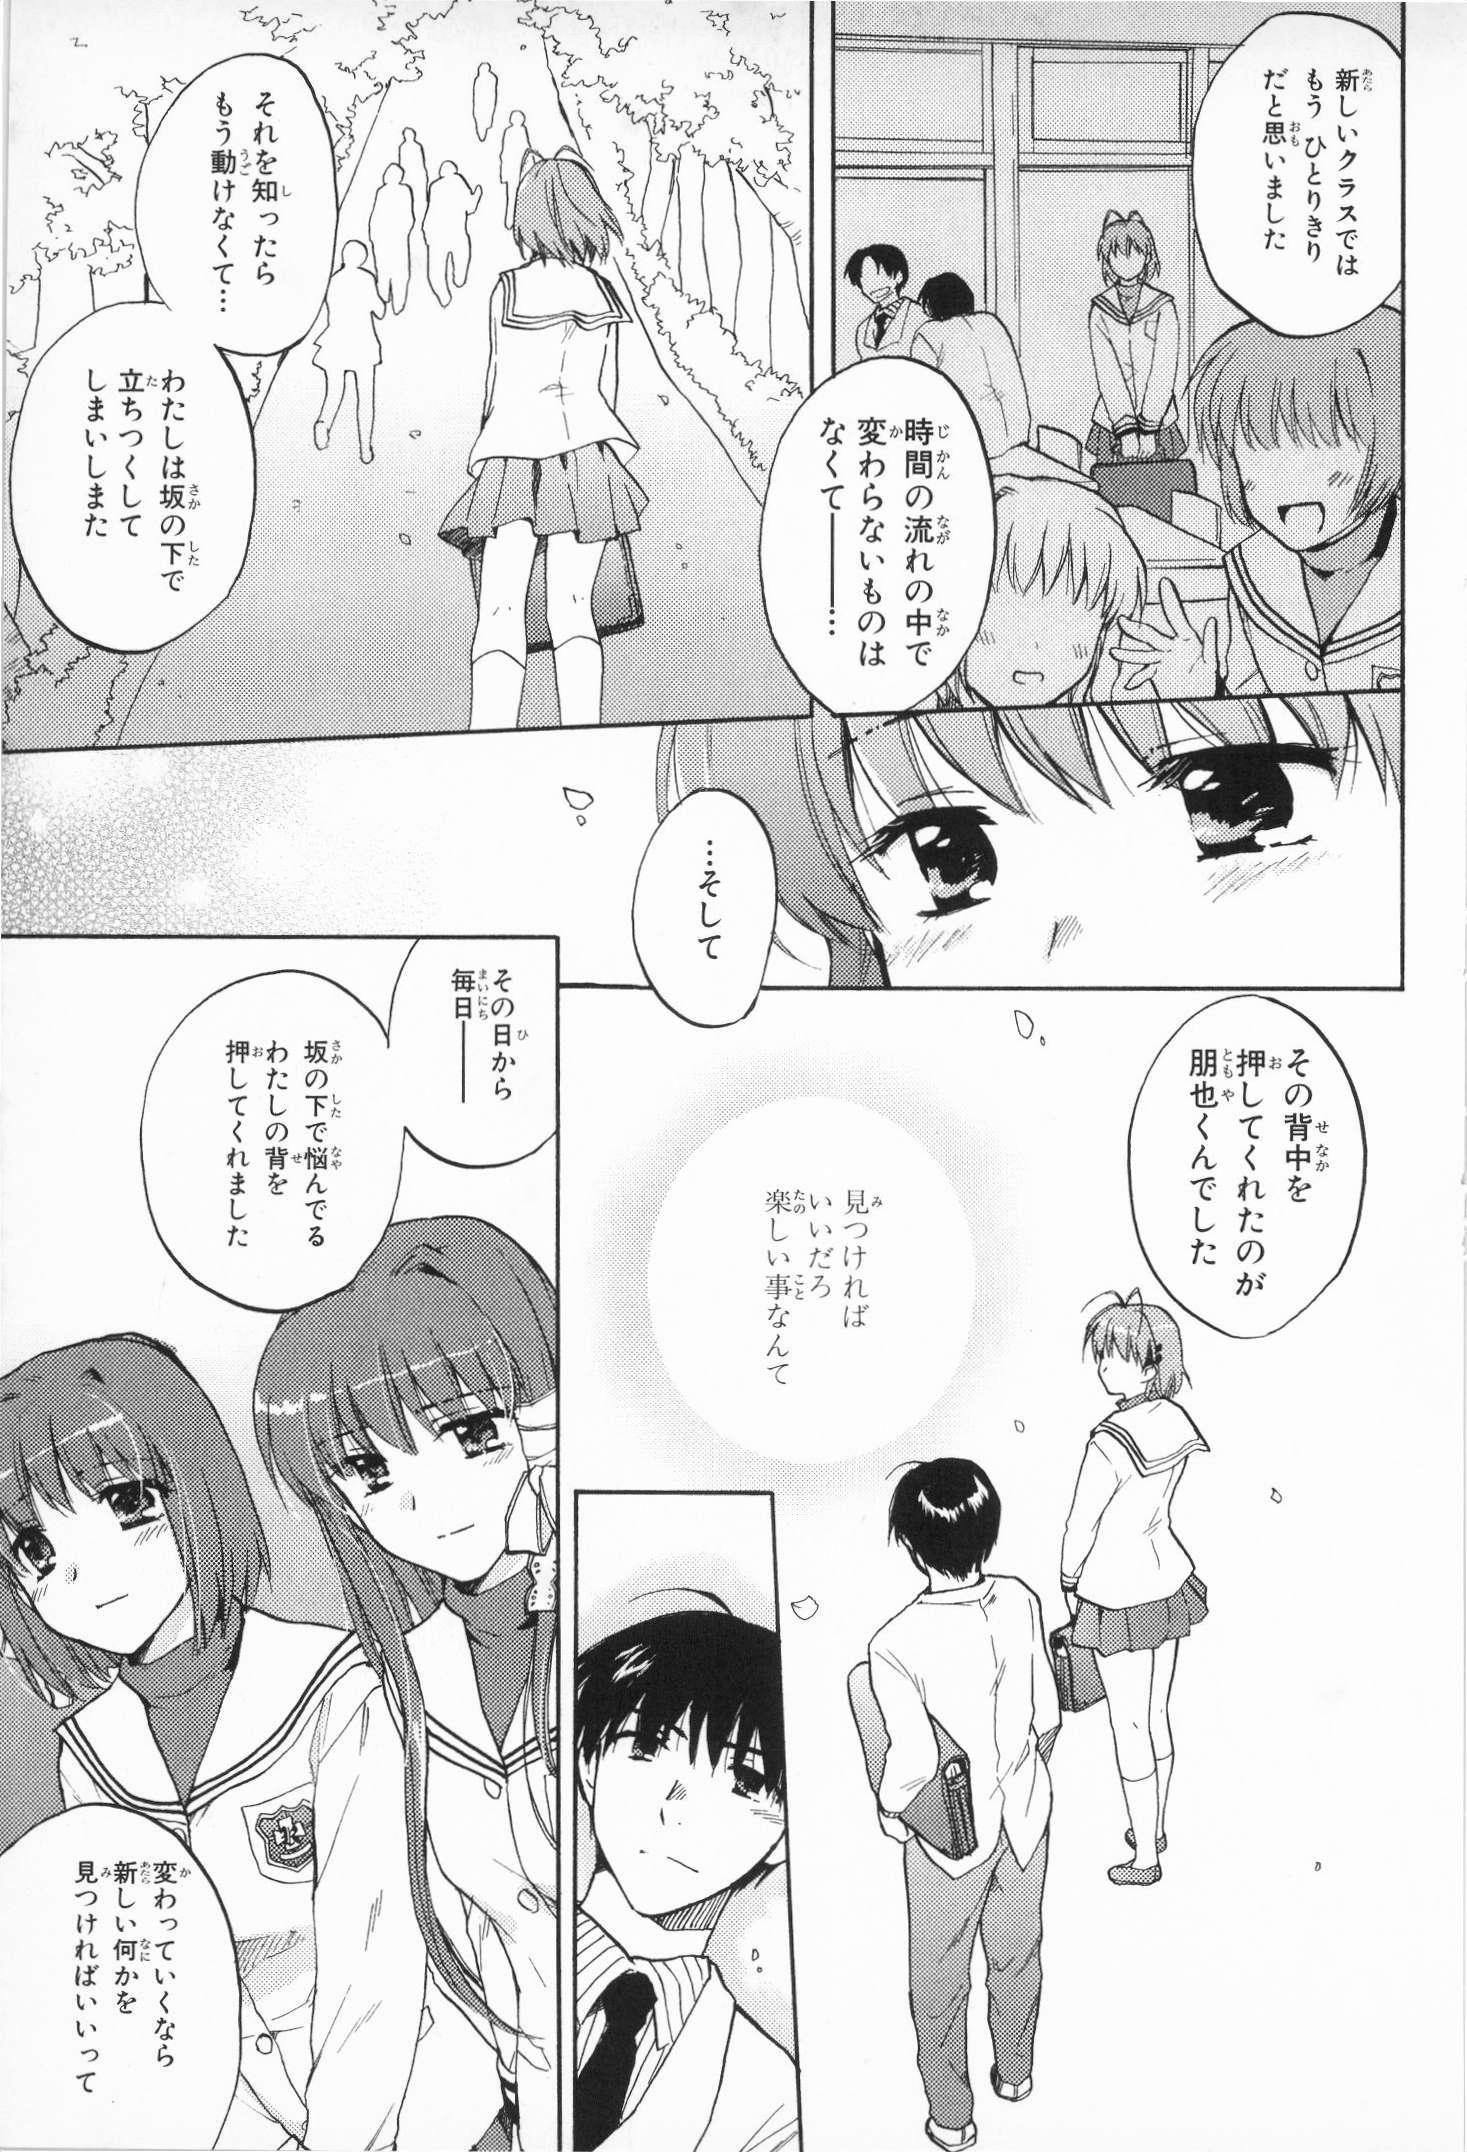 新しいクラスでは
もう ひとりきり
だと思いました
時間の流れの中で
変わらないものは
なくて――…
それを知ったら
もう動けなくて…
わたしは坂の下で
立ちつくして
しまいしまた
…そして
その背中を
押してくれたのが
朋也くんでした
見つければ
いいだろ
楽しい事なんて
その日から
毎日――
坂の下で悩んでる
わたしの背を
押してくれました
変わっていくなら
新しい何かを
見つければいいって